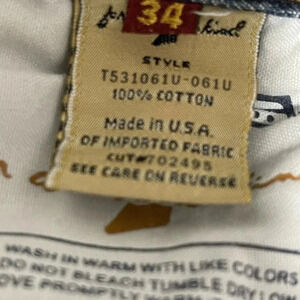 34
STYLE
T531061U-061U
100% COTTON
Made in U.S.A.
OF IMPORTED FABRIC
CUT#702495
SEE CARE ON REVERSE
WASH IN WARM WITH LIKE COLORS
DO NOT BLEACH TUMBLE DRY LOW
PROMPTLY